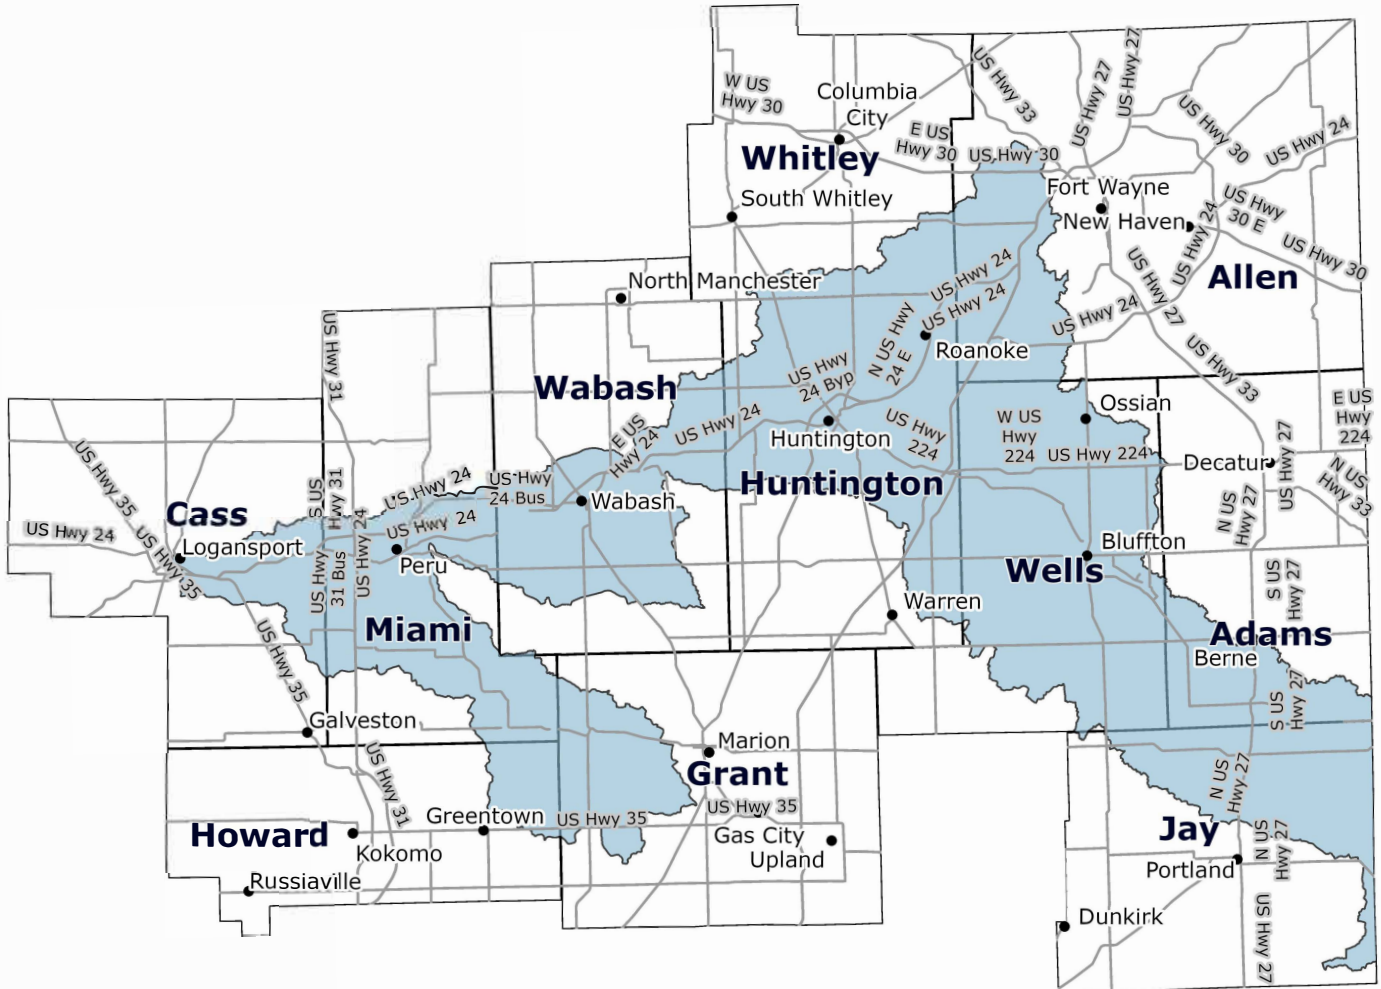 W US
Hwy 30
Columbia
City
US Hwy 33
US Hwy 27
US Hwy 27
US Hwy 30
US Hwy 24
E US
Hwy 30
US Hwy 30
Whitley
South Whitley
Fort Wayne
New Haven
US Hwy
30 E
US Hwy 24
US Hwy 30
Allen
North Manchester
US Hwy 24
US Hwy 24
US Hwy 27
US Hwy 24
N US Hwy
24 E
Roanoke
US Hwy 33
US Hwy 31
Wabash
US Hwy
24 Byp
E US
Hwy 24
US Hwy 24
Huntington
US Hwy
224
W US
Hwy
224
Ossian
US Hwy 224
E US
Hwy
224
Decatur
US Hwy 27
N US
Hwy 33
N US
Hwy 27
US Hwy 35
S US
Hwy 31
US Hwy 24
US Hwy
24 Bus
Wabash
Huntington
Cass
US Hwy 24
Logansport
US Hwy 35
US Hwy
31 Bus
US Hwy 24
US Hwy 24
Peru
Bluffton
Wells
S US
Hwy 27
Warren
Miami
Adams
Berne
US Hwy 35
S US
Hwy 27
Galveston
Marion
Grant
US Hwy 31
N US
Hwy 27
Greentown
US Hwy 35
US Hwy 35
Howard
Kokomo
Gas City
Upland
Jay
N US
Hwy 27
Portland
Russiaville
Dunkirk
US Hwy 27